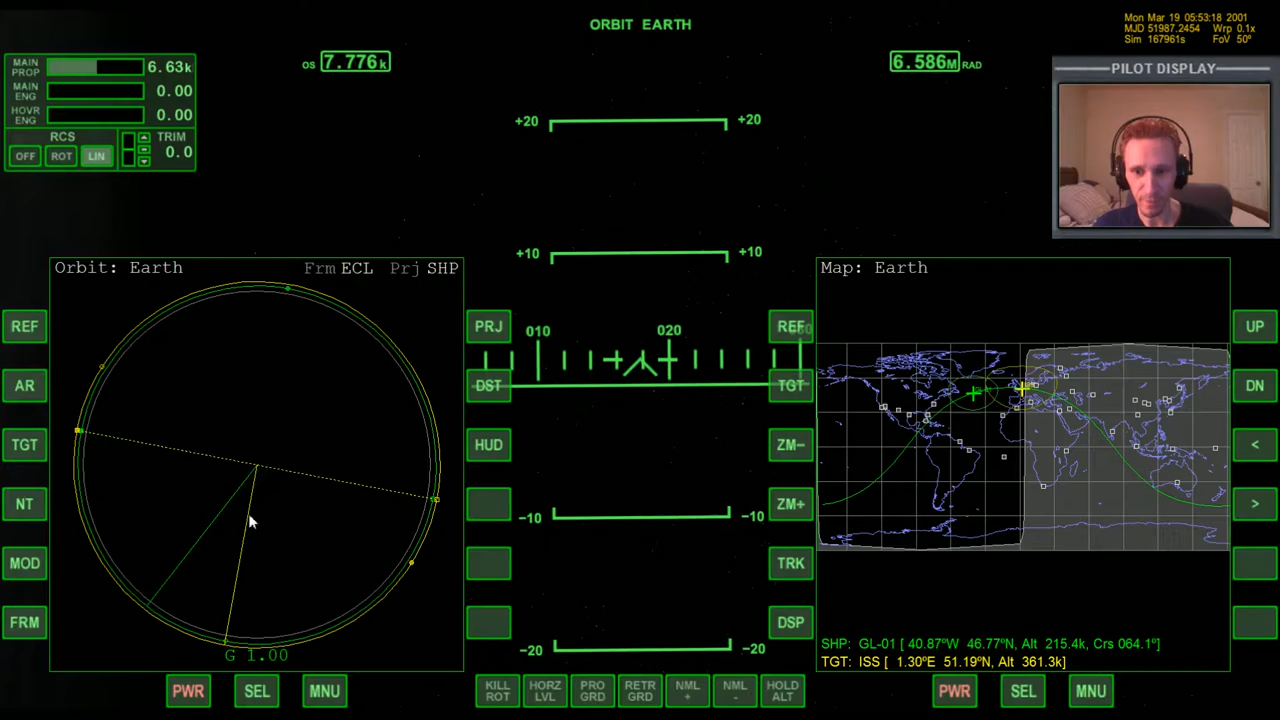 ORBIT EARTH
Mon Mar 19 05:53:18 2001
MJD 51987.2454 Wrp 0.1x
Sim 167961s FoV 50°
MAIN PROP 6.63k
MAIN ENG 0.00
HOVR ENG 0.00
RCS TRIM
OFF ROT LIN 0.0
OS 7.776k
6.586M RAD
PILOT DISPLAY
+20 +20
+10 +10
010 020
-10 -10
-20 -20
Orbit: Earth Frm ECL Prj SHP
G 1.00
REF
AR
TGT
NT
MOD
FRM
PRJ
DST
HUD
PWR SEL MNU
KILL ROT
HORZ LVL
PRO GRD
RETR GRD
NML +
NML -
HOLD ALT
Map: Earth
REF
TGT
ZM-
ZM+
TRK
DSP
UP
DN
<
>
SHP: GL-01 [ 40.87°W 46.77°N, Alt 215.4k, Crs 064.1°]
TGT: ISS [ 1.30°E 51.19°N, Alt 361.3k]
PWR SEL MNU